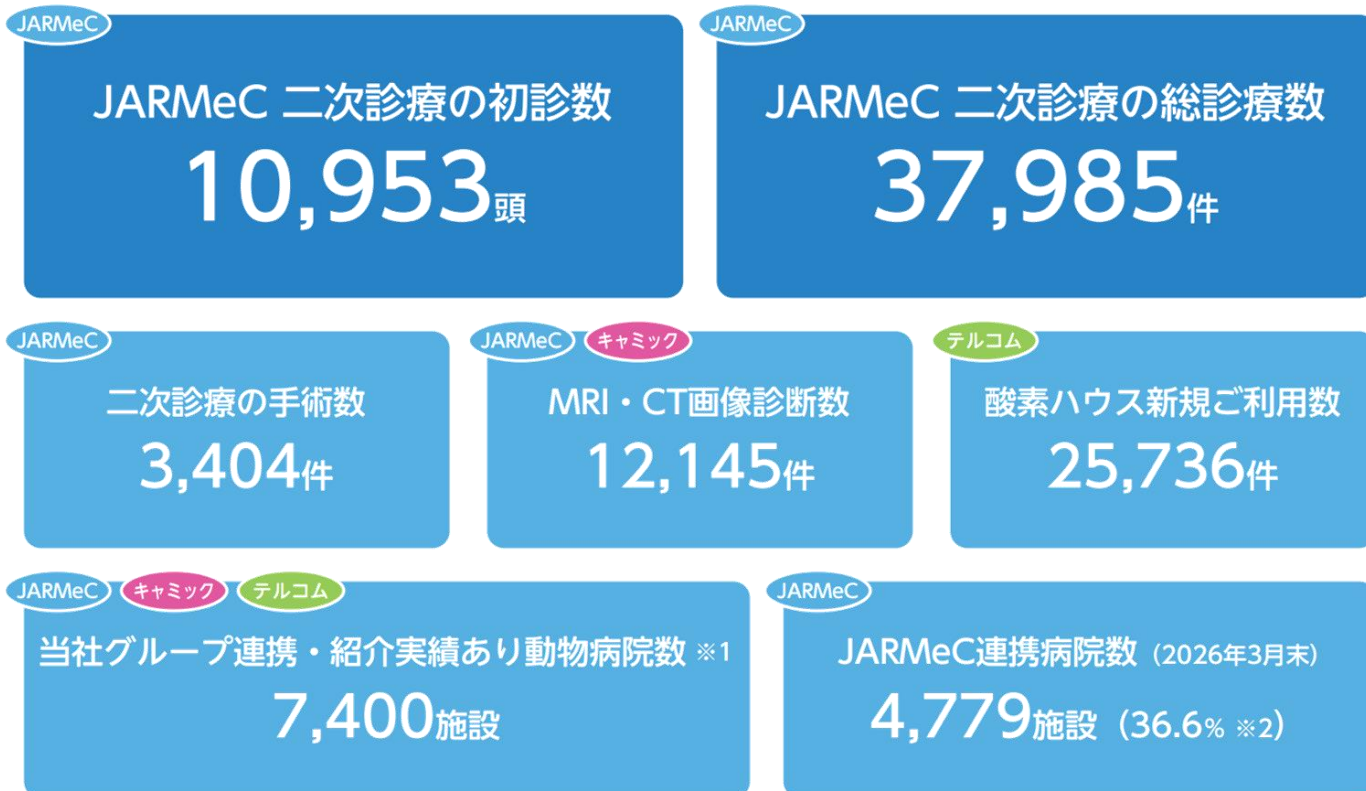 JARMeC
JARMeC 二次診療の初診数
10,953頭
JARMeC
JARMeC 二次診療の総診療数
37,985件
JARMeC
二次診療の手術数
3,404件
JARMeC キャミック
MRI・CT画像診断数
12,145件
テルコム
酸素ハウス新規ご利用数
25,736件
JARMeC キャミック テルコム
当社グループ連携・紹介実績あり動物病院数 ※1
7,400施設
JARMeC
JARMeC連携病院数（2026年3月末）
4,779施設（36.6% ※2）